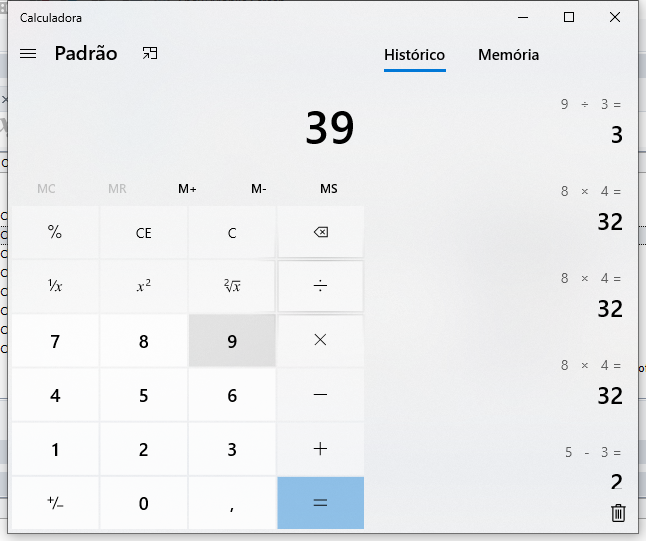 Calculadora
Padrão
Histórico Memória
39
MC MR M+ M- MS
% CE C
⅟x x² ²√x ÷
7 8 9 ×
4 5 6 −
1 2 3 +
+/− 0 , =
9 ÷ 3 =
3
8 × 4 =
32
8 × 4 =
32
8 × 4 =
32
5 - 3 =
2